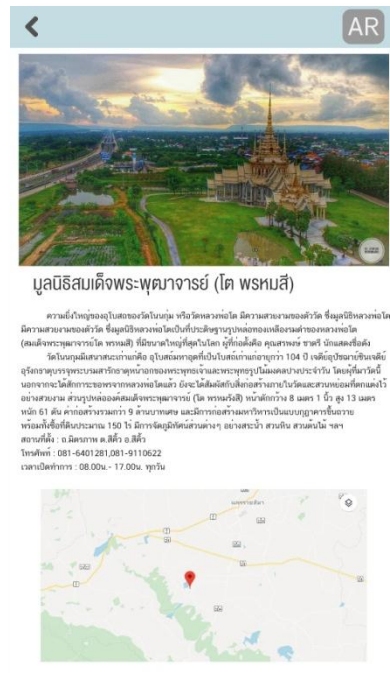 AR
มูลนิธิสมเด็จพระพุฒาจารย์ (โต พรหมสี)
ความยิ่งใหญ่ของอุโบสถของวัดโนนกุ่ม หรือวัดหลวงพ่อโต มีความสวยงามของตัววัด ซึ่งมูลนิธิหลวงพ่อโต
มีความสวยงามของตัววัด ซึ่งมูลนิธิหลวงพ่อโตเป็นที่ประดิษฐานรูปหล่อทองเหลืองรมดำของหลวงพ่อโต
(สมเด็จพระพุฒาจารย์โต พรหมสี) ที่มีขนาดใหญ่ที่สุดในโลก ผู้ที่ก่อตั้งคือ คุณสรพงษ์ ชาตรี นักแสดงชื่อดัง
วัดโนนกุมมีเสนาสนะเก่าแก่คือ อุโบสถมหาอุดที่เป็นโบสถ์เก่าแก่อายุกว่า 104 ปี เจดีย์อุปัชฌาย์ชินเจดีย์
อุรังคธาตุบรรจุพระบรมสารีริกธาตุหน้าอกของพระพุทธเจ้าและพระพุทธรูปไม้มงคลปางประจำวัน โดยผู้ที่มาวัดนี้
นอกจากจะได้สักการะขอพรจากหลวงพ่อโตแล้ว ยังจะได้สัมผัสกับสิ่งก่อสร้างภายในวัดและสวนหย่อมที่ตกแต่งไว้
อย่างสวยงาม ส่วนรูปหล่อองค์สมเด็จพระพุฒาจารย์ (โต พรหมรังสี) หน้าตักกว้าง 8 เมตร 1 นิ้ว สูง 13 เมตร
หนัก 61 ตัน ค่าก่อสร้างรวมกว่า 9 ล้านบาทเศษ และมีการก่อสร้างมหาวิหารเป็นแบบกุฎาคารขึ้นถวาย
พร้อมทั้งซื้อที่ดินประมาณ 150 ไร่ มีการจัดภูมิทัศน์ส่วนต่างๆ อย่างสระน้ำ สวนหิน สวนต้นไม้ ฯลฯ
สถานที่ตั้ง : ถ.มิตรภาพ ต.สีคิ้ว อ.สีคิ้ว
โทรศัพท์ : 081-6401281,081-9110622
เวลาเปิดทำการ : 08.00น.- 17.00น. ทุกวัน